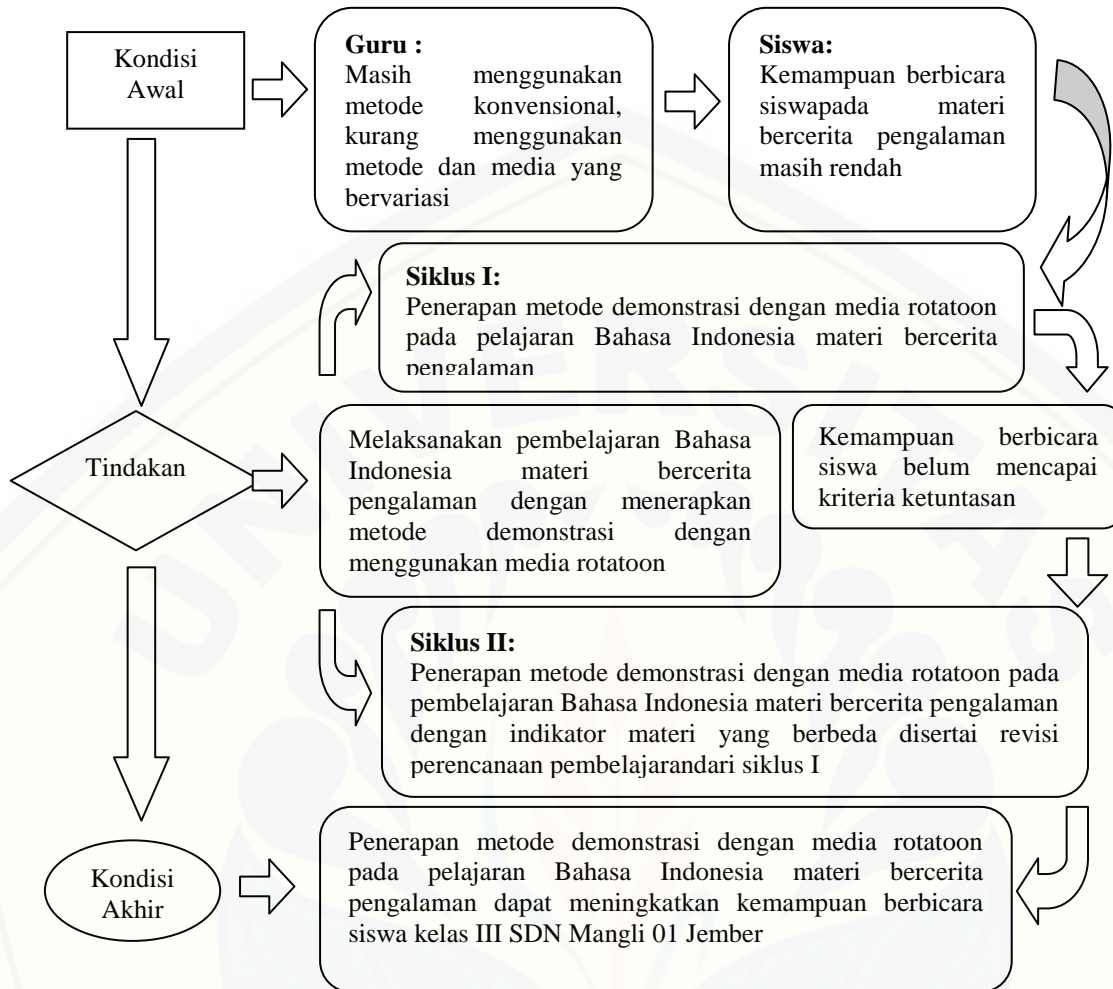 Kondisi
Awal
Guru :
Masih menggunakan
metode konvensional,
kurang menggunakan
metode dan media yang
bervariasi
Siswa:
Kemampuan berbicara
siswapada materi
bercerita pengalaman
masih rendah
Siklus I:
Penerapan metode demonstrasi dengan media rotatoon
pada pelajaran Bahasa Indonesia materi bercerita
pengalaman
Tindakan
Melaksanakan pembelajaran Bahasa
Indonesia materi bercerita
pengalaman dengan menerapkan
metode demonstrasi dengan
menggunakan media rotatoon
Kemampuan berbicara
siswa belum mencapai
kriteria ketuntasan
Siklus II:
Penerapan metode demonstrasi dengan media rotatoon pada
pembelajaran Bahasa Indonesia materi bercerita pengalaman
dengan indikator materi yang berbeda disertai revisi
perencanaan pembelajarandari siklus I
Kondisi
Akhir
Penerapan metode demonstrasi dengan media rotatoon
pada pelajaran Bahasa Indonesia materi bercerita
pengalaman dapat meningkatkan kemampuan berbicara
siswa kelas III SDN Mangli 01 Jember
UNIVERSITAS